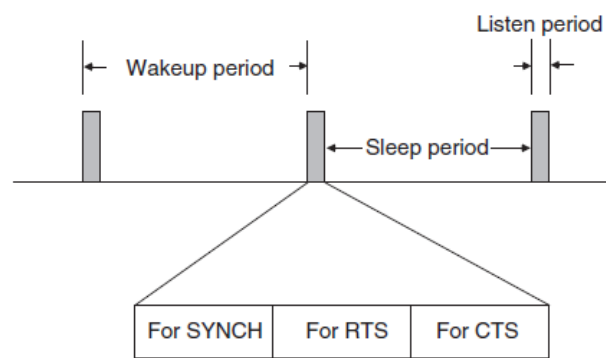 Listen period
Wakeup period
Sleep period
For SYNCH
For RTS
For CTS